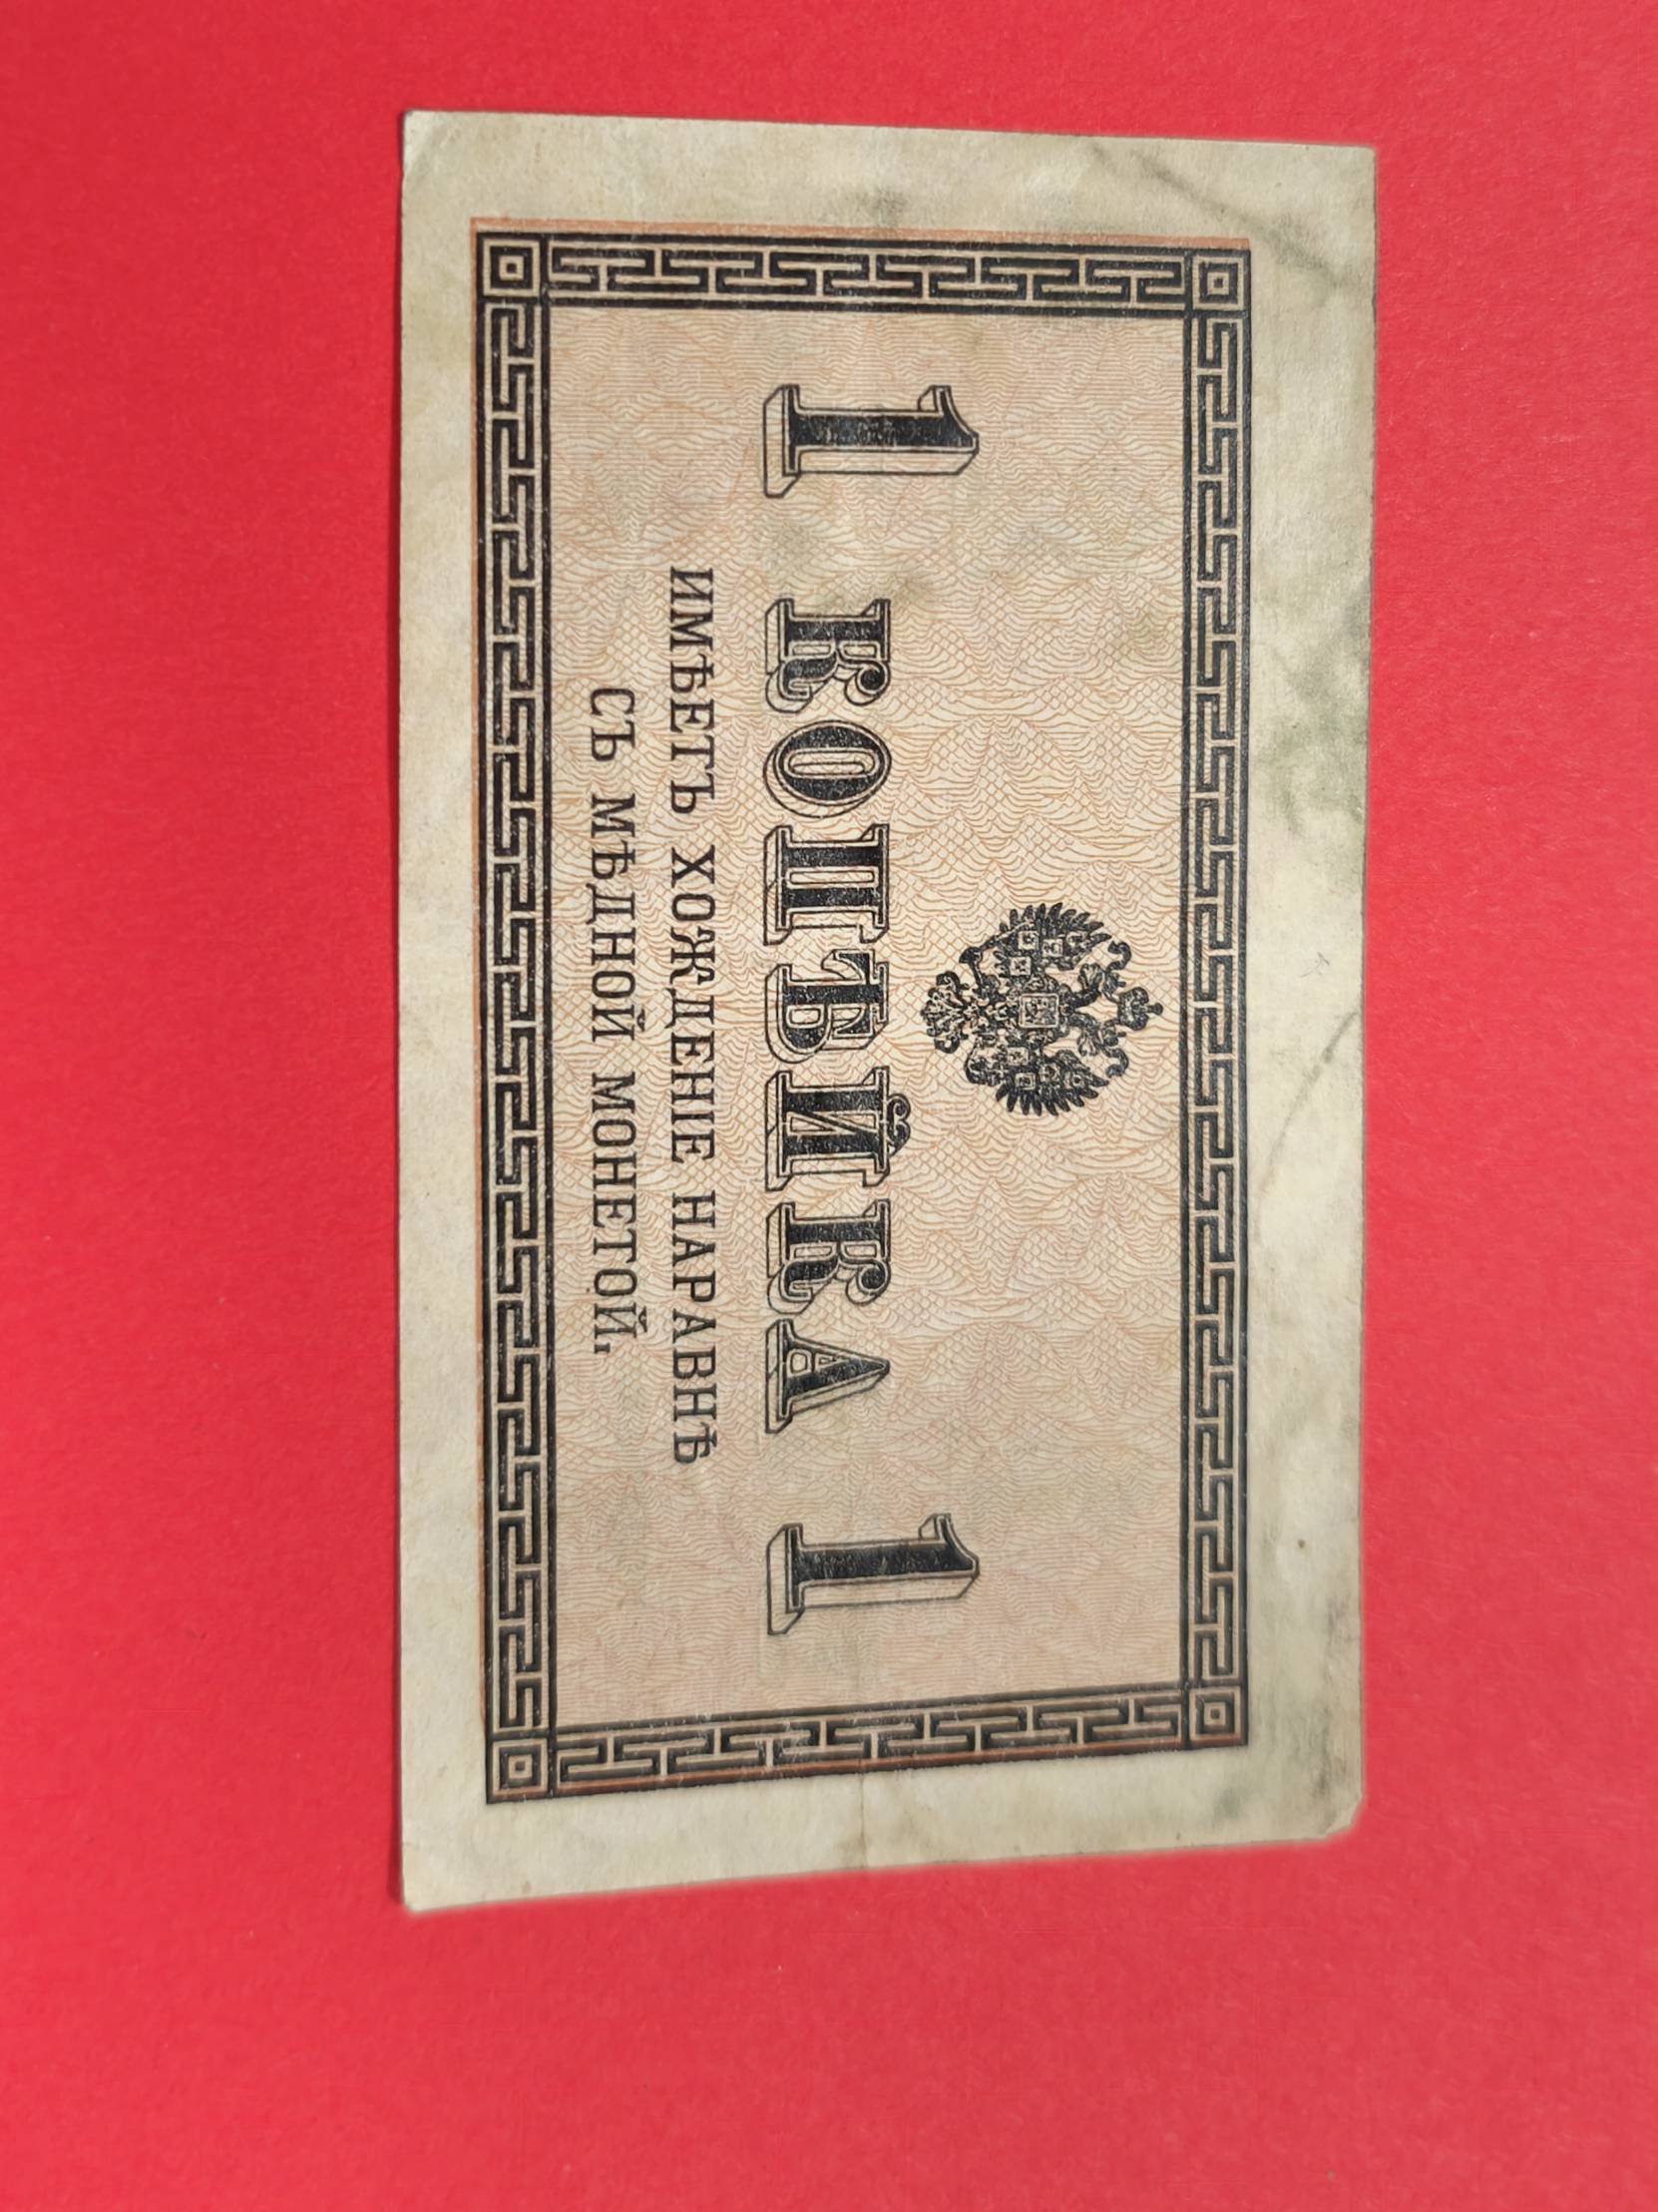 1 КОПѢЙКА 1
ИМѢЕТЪ ХОЖДЕНІЕ НАРАВНѢ
СЪ МѢДНОЙ МОНЕТОЙ.